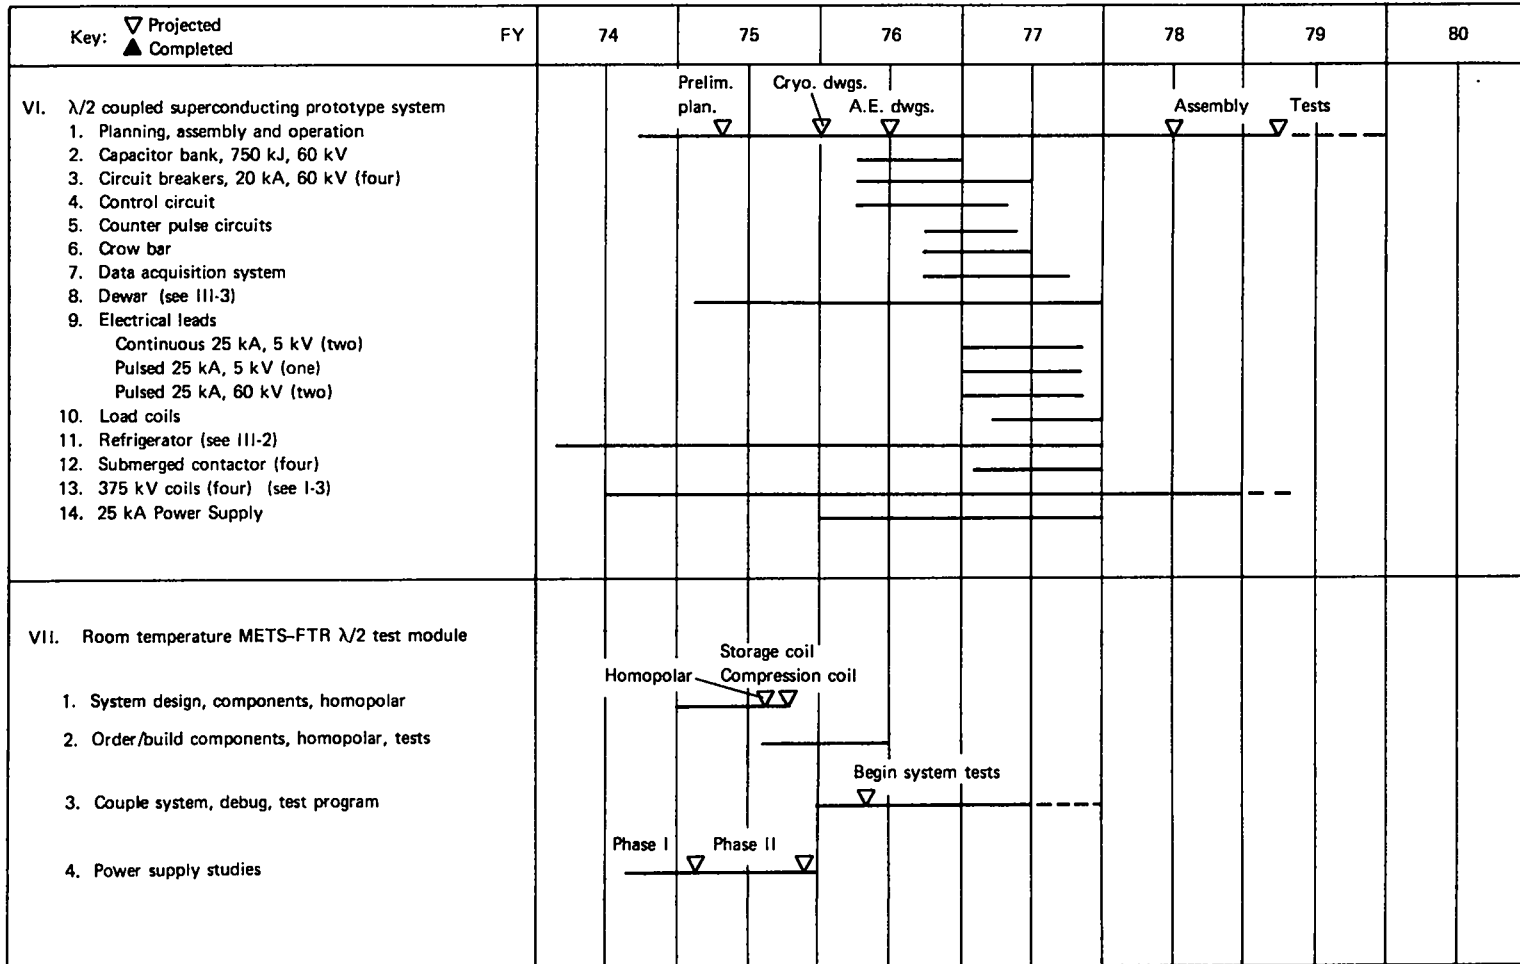 Key: ▽ Projected
▲ Completed
FY 74 75 76 77 78 79 80
Prelim. plan.
Cryo. dwgs.
A.E. dwgs.
Assembly
Tests
VI. λ/2 coupled superconducting prototype system
1. Planning, assembly and operation
2. Capacitor bank, 750 kJ, 60 kV
3. Circuit breakers, 20 kA, 60 kV (four)
4. Control circuit
5. Counter pulse circuits
6. Crow bar
7. Data acquisition system
8. Dewar (see III-3)
9. Electrical leads
Continuous 25 kA, 5 kV (two)
Pulsed 25 kA, 5 kV (one)
Pulsed 25 kA, 60 kV (two)
10. Load coils
11. Refrigerator (see III-2)
12. Submerged contactor (four)
13. 375 kV coils (four) (see I-3)
14. 25 kA Power Supply
VII. Room temperature METS-FTR λ/2 test module
Storage coil
Homopolar
Compression coil
1. System design, components, homopolar
2. Order/build components, homopolar, tests
Begin system tests
3. Couple system, debug, test program
Phase I
Phase II
4. Power supply studies